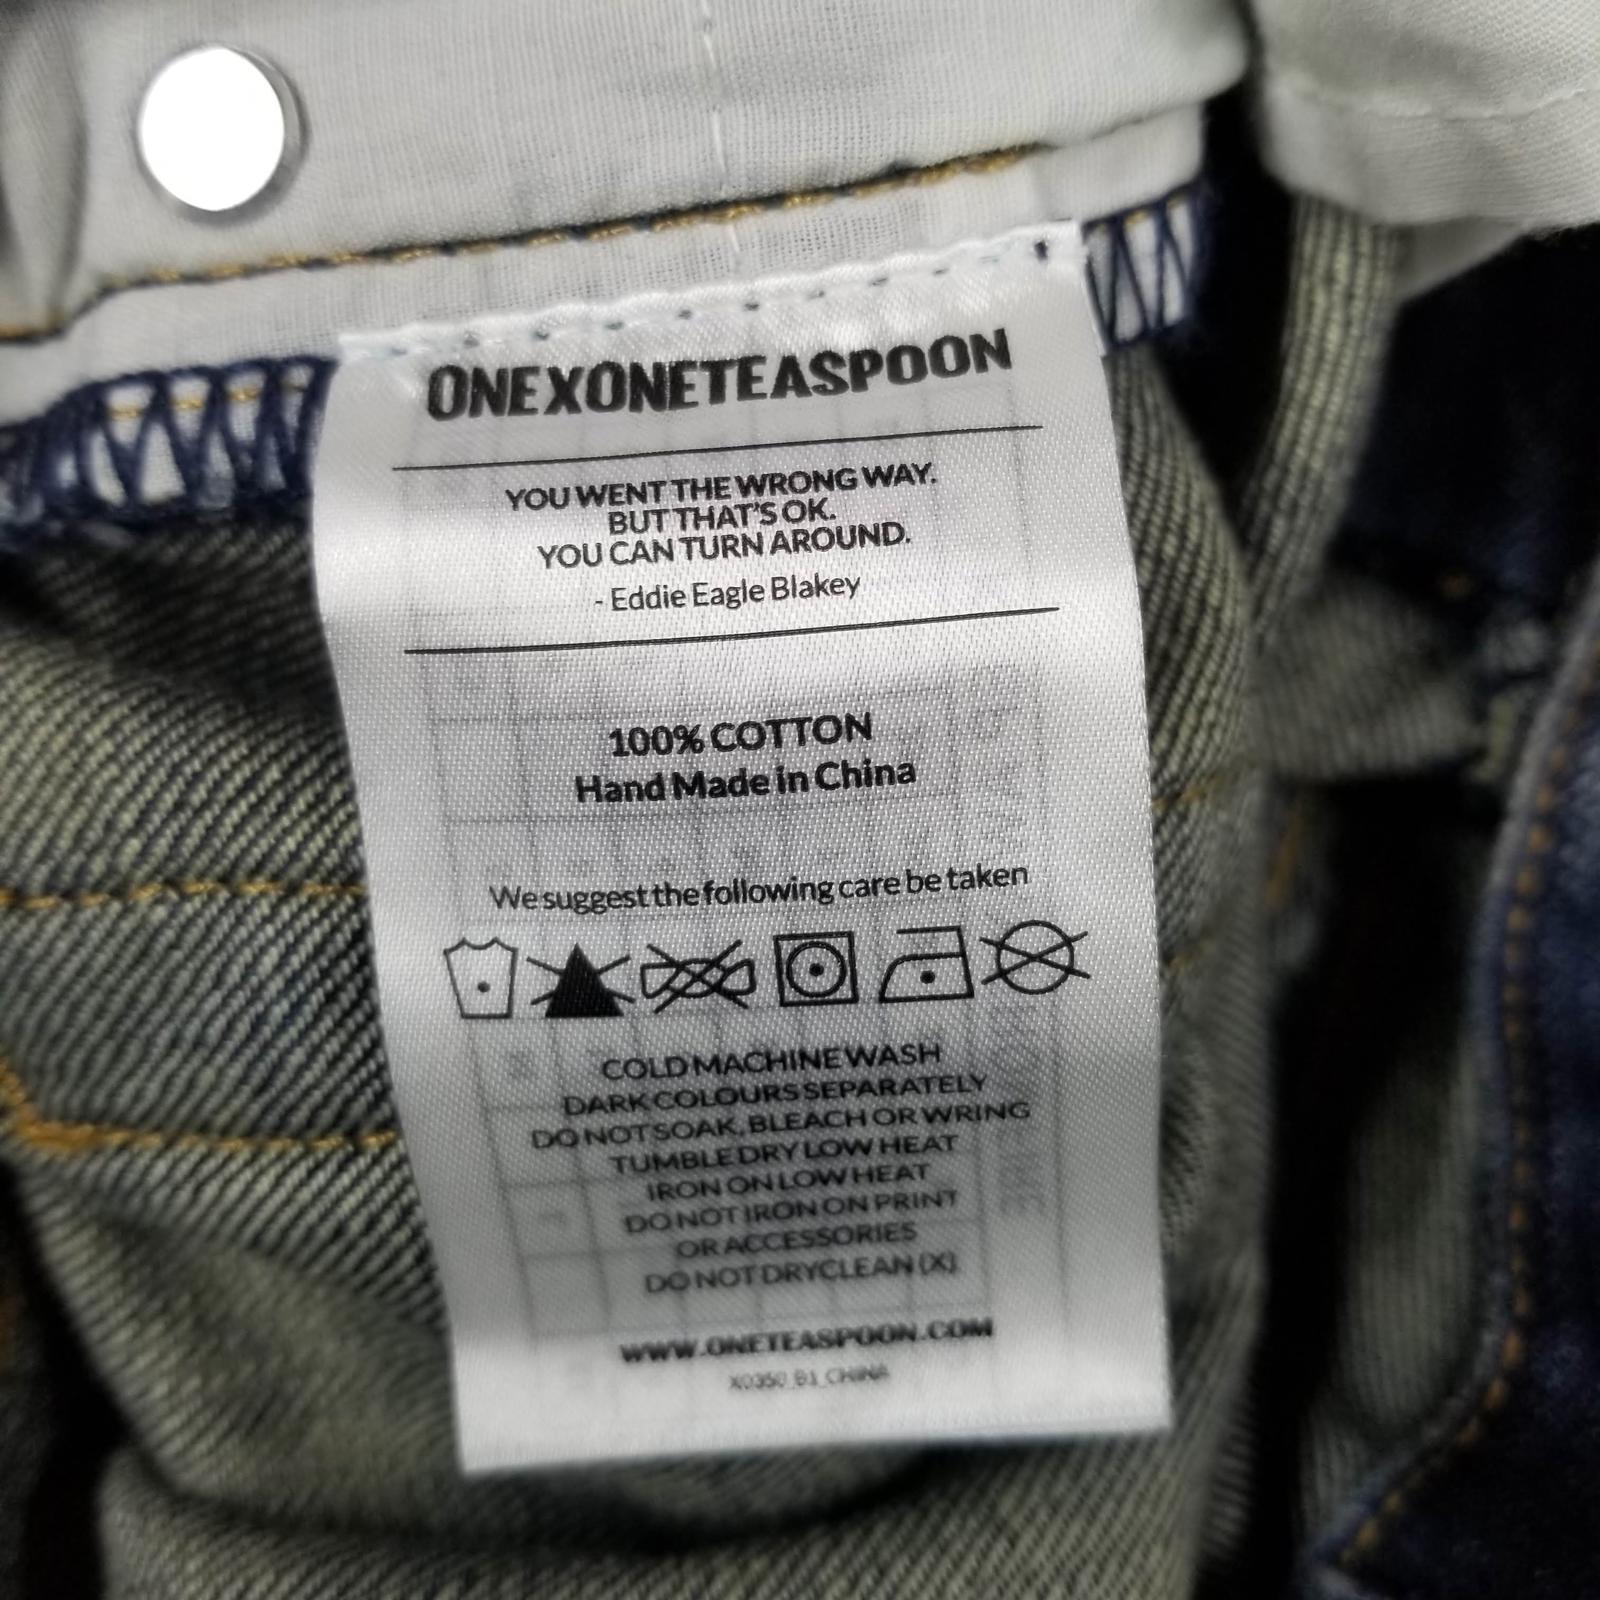 ONEXONETEASPOON
YOU WENT THE WRONG WAY.
BUT THAT'S OK.
YOU CAN TURN AROUND.
- Eddie Eagle Blakey
100% COTTON
Hand Made in China
We suggest the following care be taken
COLD MACHINE WASH
DARK COLOURS SEPARATELY
DO NOT SOAK, BLEACH OR WRING
TUMBLE DRY LOW HEAT
IRON ON LOW HEAT
DO NOT IRON ON PRINT
OR ACCESSORIES
DO NOT DRYCLEAN (X)
WWW.ONETEASPOON.COM
X0350_B1_CHINA